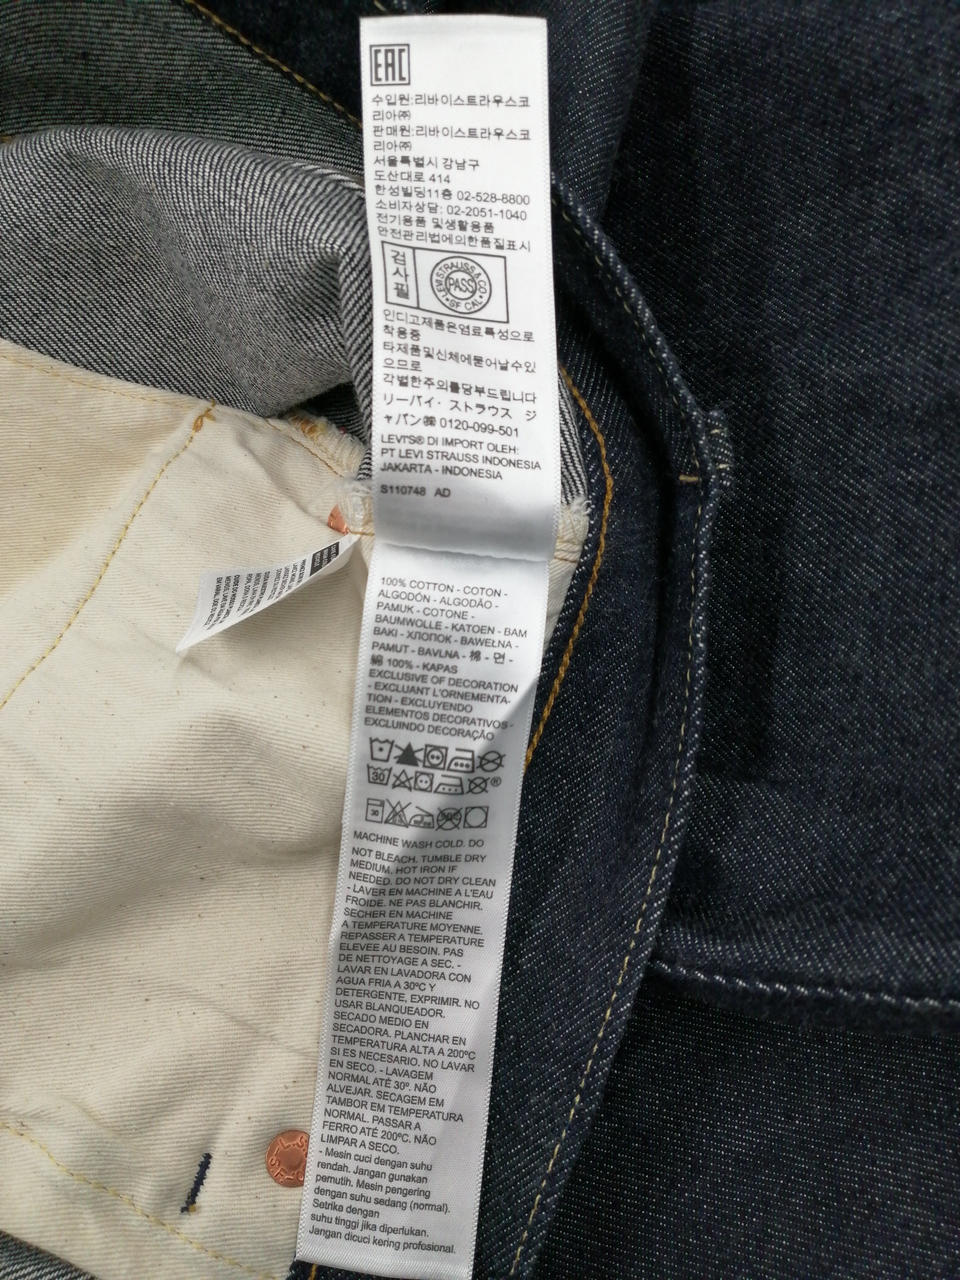 EAC
수입원:리바이스트라우스코
리아㈜
판매원:리바이스트라우스코
리아㈜
서울특별시 강남구
도산대로 414
한성빌딩11층 02-528-8800
소비자상담: 02-2051-1040
전기용품 및생활용품
안전관리법에의한품질표시
검사필
LEVI STRAUSS & CO
PASS
SF CAL
인디고제품은염료특성으로
착용중
타제품및신체에묻어날수있
으므로
각별한주의를당부드립니다
リーバイ・ストラウス ジ
ャパン㈱ 0120-099-501
LEVI'S® DI IMPORT OLEH:
PT LEVI STRAUSS INDONESIA
JAKARTA - INDONESIA
S110748 AD
100% COTTON - COTON -
ALGODÓN - ALGODÃO -
PAMUK - COTONE -
BAUMWOLLE - KATOEN - BAM
BAKI - ХЛОПОК - BAWEŁNA -
PAMUT - BAVLNA - 棉 - 면 -
綿 100% - KAPAS
EXCLUSIVE OF DECORATION
- EXCLUANT L'ORNEMENTA-
TION - EXCLUYENDO
ELEMENTOS DECORATIVOS -
EXCLUINDO DECORAÇÃO
30
®
30
MACHINE WASH COLD. DO
NOT BLEACH. TUMBLE DRY
MEDIUM. HOT IRON IF
NEEDED. DO NOT DRY CLEAN
- LAVER EN MACHINE A L'EAU
FROIDE. NE PAS BLANCHIR.
SECHER EN MACHINE
A TEMPERATURE MOYENNE.
REPASSER A TEMPERATURE
ELEVEE AU BESOIN. PAS
DE NETTOYAGE A SEC. -
LAVAR EN LAVADORA CON
AGUA FRIA A 30ºC Y
DETERGENTE, EXPRIMIR. NO
USAR BLANQUEADOR.
SECADO MEDIO EN
SECADORA. PLANCHAR EN
TEMPERATURA ALTA A 200ºC
SI ES NECESARIO. NO LAVAR
EN SECO. - LAVAGEM
NORMAL ATÉ 30º. NÃO
ALVEJAR. SECAGEM EM
TAMBOR EM TEMPERATURA
NORMAL. PASSAR A
FERRO ATÉ 200ºC. NÃO
LIMPAR A SECO.
- Mesin cuci dengan suhu
rendah. Jangan gunakan
pemutih. Mesin pengering
dengan suhu sedang (normal).
Setrika dengan
suhu tinggi jika diperlukan.
Jangan dicuci kering profesional.